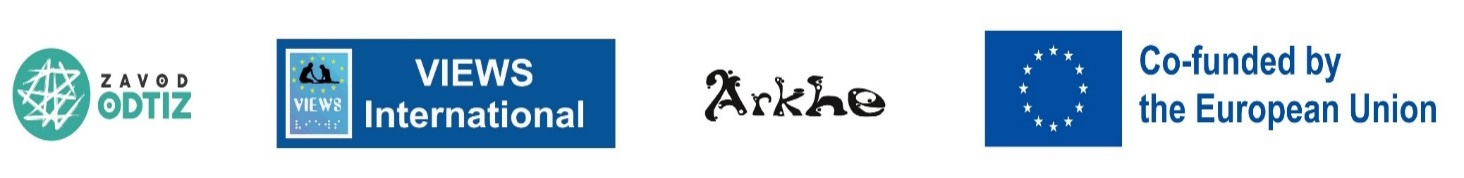 ZAVOD
ODTIZ
VIEWS
VIEWS
International
Arkhe
Co-funded by
the European Union